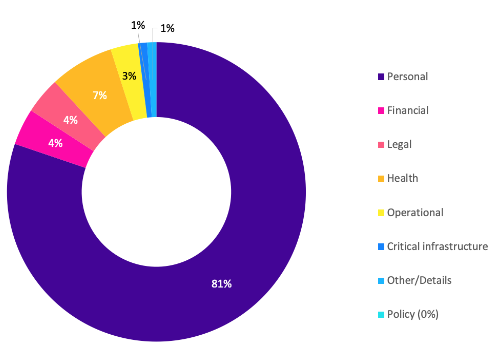 1%
1%
3%
7%
4%
4%
81%
Personal
Financial
Legal
Health
Operational
Critical infrastructure
Other/Details
Policy (0%)